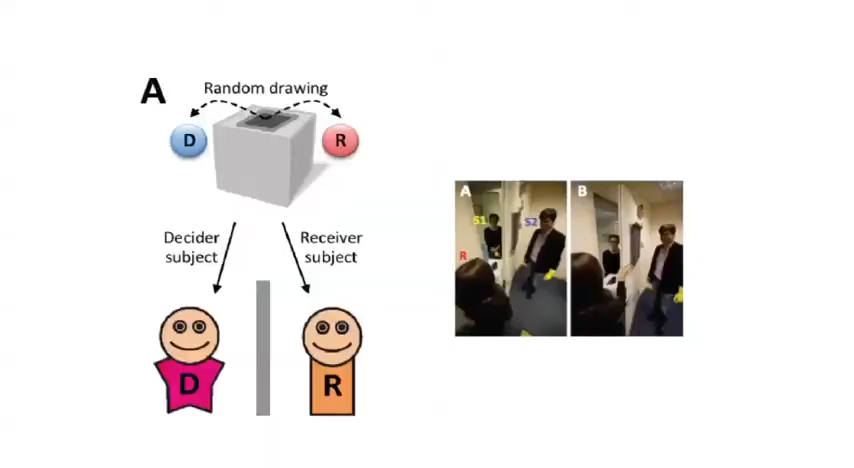 A
Random drawing
D
R
Decider
subject
Receiver
subject
D
R
A
S1
S2
R
B